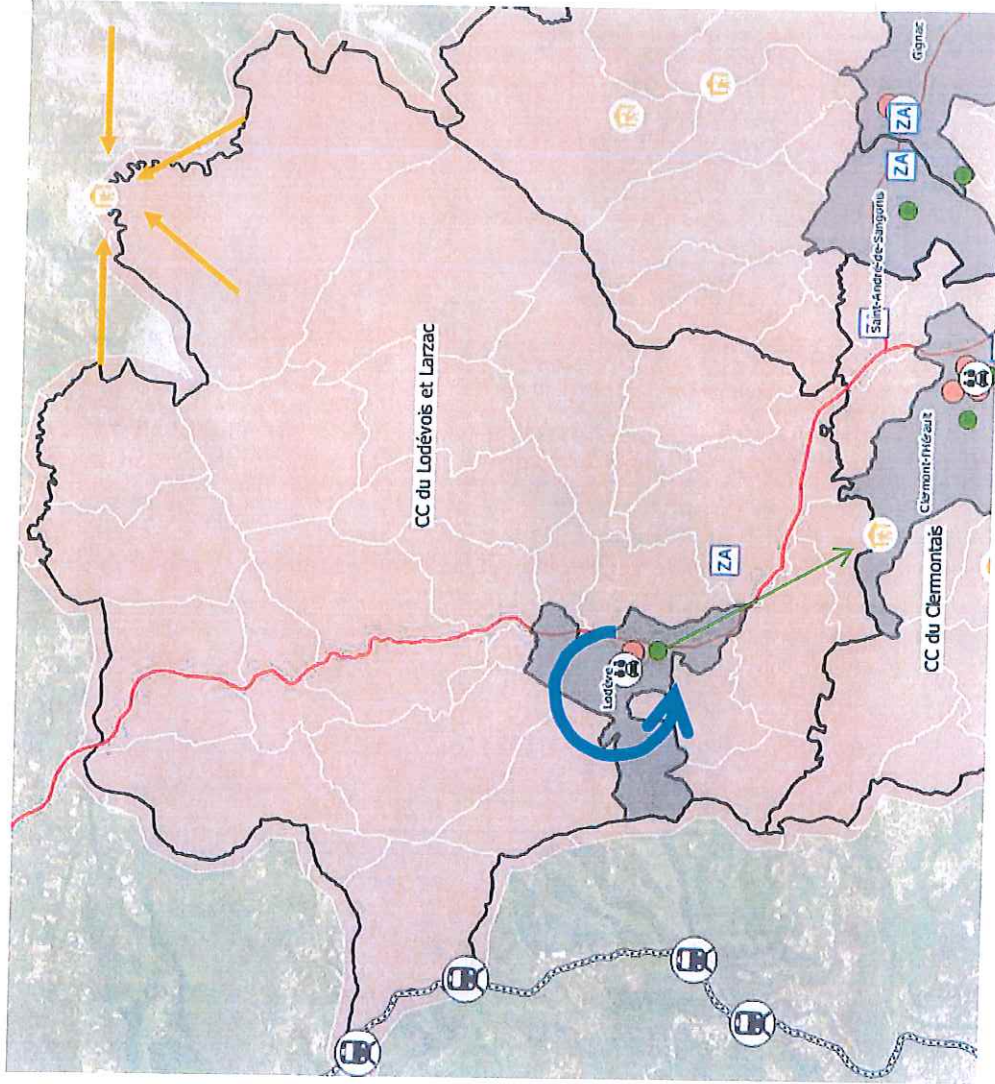 CC du Lodévois et Larzac
Lodève
ZA
CC du Clermontais
Clermont-l'Hérault
Saint-André-de-Sangonis
ZA
ZA
Gignac